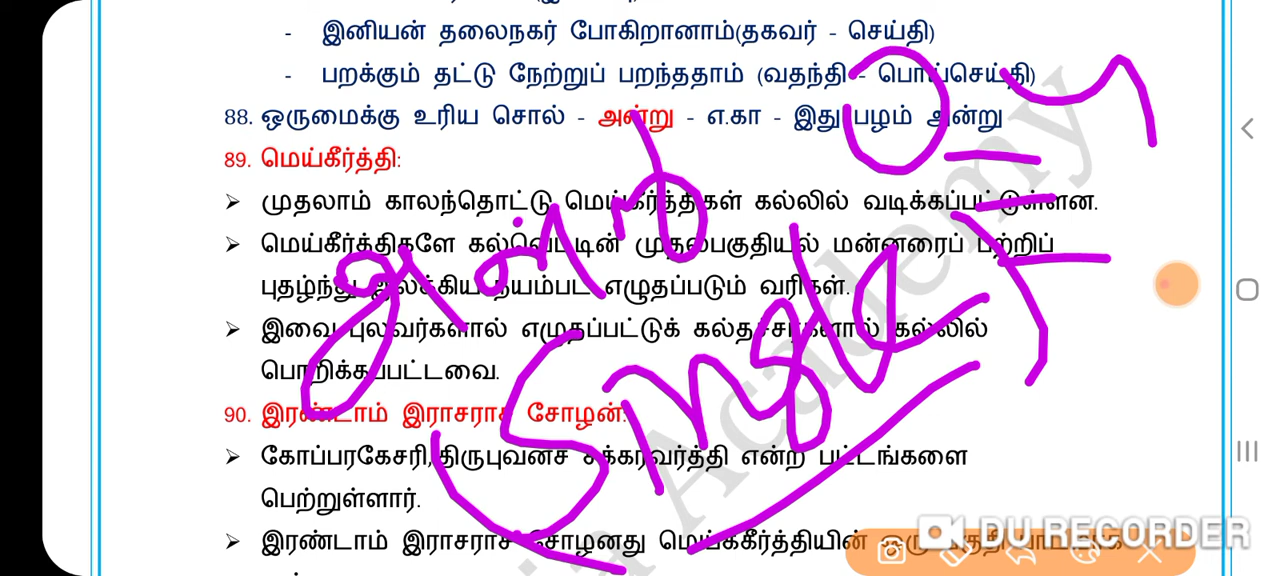 - இனியன் தலைநகர் போகிறானாம்(தகவர் - செய்தி)
- பறக்கும் தட்டு நேற்றுப் பறந்ததாம் (வதந்தி - பொய்செய்தி)
88. ஒருமைக்கு உரிய சொல் - அன்று - எ.கா - இது பழம் அன்று
89. மெய்கீர்த்தி:
➢ முதலாம் காலந்தொட்டு மெய்கீர்த்திகள் கல்லில் வடிக்கப்பட்டுள்ளன.
➢ மெய்கீர்த்திகளே கல்வெட்டின் முதல்பகுதியில் மன்னரைப் பற்றிப்
புதழ்ந்து இலக்கிய நயம்பட எழுதப்படும் வரிகள்.
➢ இவை புலவர்களால் எழுதப்பட்டுக் கல்தச்சர்களால் கல்லில்
பொறிக்கப்பட்டவை.
90. இரண்டாம் இராசராச சோழன்:
➢ கோப்பரகேசரி,திருபுவனச் சக்கரவர்த்தி என்ற பட்டங்களை
பெற்றுள்ளார்.
➢ இரண்டாம் இராசராச சோழனது மெய்க்கீர்த்தியின்
Academy
Academy
single
DU RECORDER